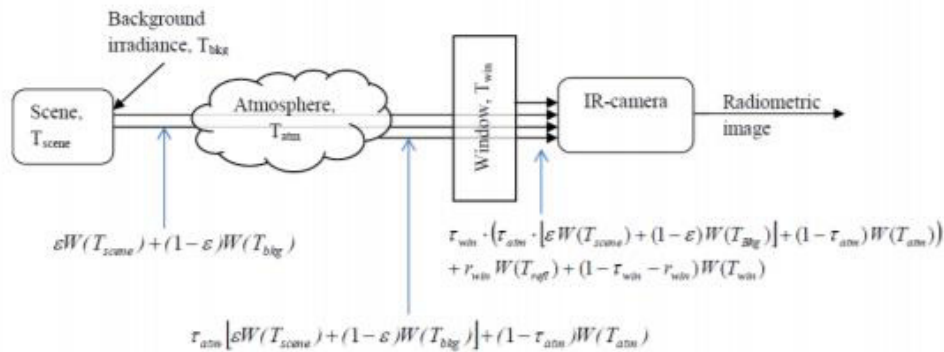 Background
irradiance, T_bkg
Scene,
T_scene
Atmosphere,
T_atm
Window, T_win
IR-camera
Radiometric
image
εW(T_scene) + (1-ε)W(T_bkg)
τ_win · (τ_atm · [εW(T_scene) + (1-ε)W(T_Bkg)] + (1-τ_atm)W(T_atm))
+ r_win W(T_refl) + (1-τ_win - r_win)W(T_win)
τ_atm [εW(T_scene) + (1-ε)W(T_bkg)] + (1-τ_atm)W(T_atm)